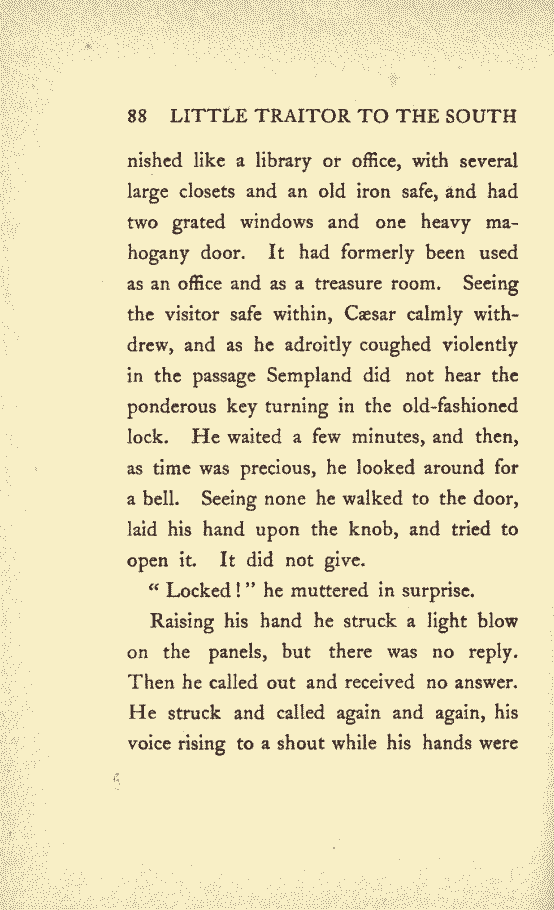 88 LITTLE TRAITOR TO THE SOUTH
nished like a library or office, with several
large closets and an old iron safe, and had
two grated windows and one heavy ma-
hogany door. It had formerly been used
as an office and as a treasure room. Seeing
the visitor safe within, Cæsar calmly with-
drew, and as he adroitly coughed violently
in the passage Sempland did not hear the
ponderous key turning in the old-fashioned
lock. He waited a few minutes, and then,
as time was precious, he looked around for
a bell. Seeing none he walked to the door,
laid his hand upon the knob, and tried to
open it. It did not give.
“ Locked ! ” he muttered in surprise.
Raising his hand he struck a light blow
on the panels, but there was no reply.
Then he called out and received no answer.
He struck and called again and again, his
voice rising to a shout while his hands were